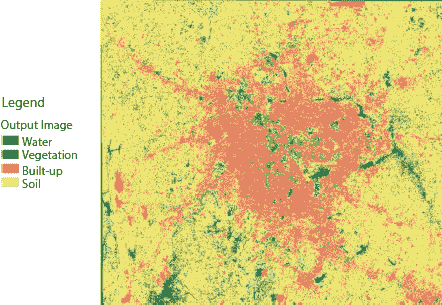 Legend
Output Image
Water
Vegetation
Built-up
Soil